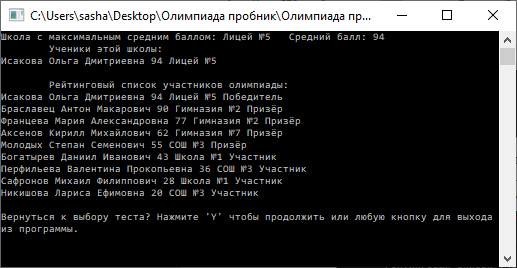 C:\Users\sasha\Desktop\Олимпиада пробник\Олимпиада пр...
Школа с максимальным средним баллом: Лицей №5   Средний балл: 94
Ученики этой школы:
Исакова Ольга Дмитриевна 94 Лицей №5
Рейтинговый список участников олимпиады:
Исакова Ольга Дмитриевна 94 Лицей №5 Победитель
Браславец Антон Макарович 90 Гимназия №2 Призёр
Францева Мария Александровна 77 Гимназия №2 Призёр
Аксенов Кирилл Михайлович 62 Гимназия №7 Призёр
Молодых Степан Семенович 55 СОШ №3 Призёр
Богатырев Даниил Иванович 43 Школа №1 Участник
Перфильева Валентина Прокопьевна 36 СОШ №3 Участник
Сафронов Михаил Филиппович 28 Школа №1 Участник
Никишова Лариса Ефимовна 20 СОШ №3 Участник
Вернуться к выбору теста? Нажмите 'Y' чтобы продолжить или любую кнопку для выхода
из программы.